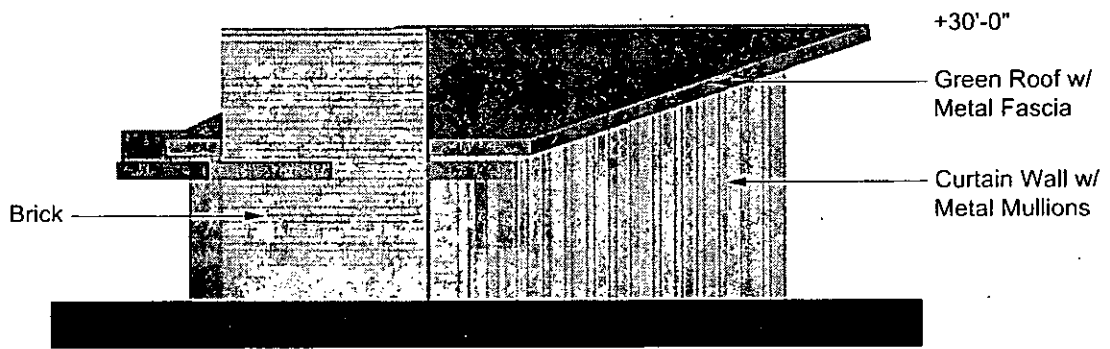 +30'-0"
Green Roof w/
Metal Fascia
Curtain Wall w/
Metal Mullions
Brick